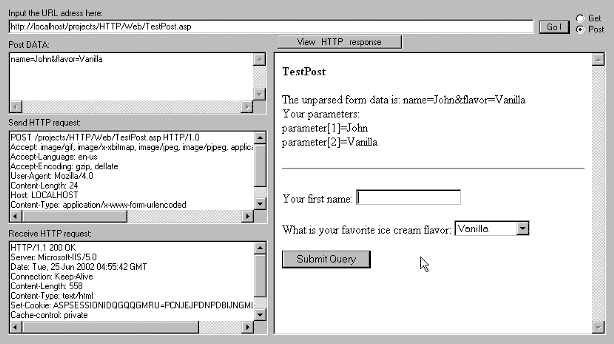 Input the URL adress here:
http://localhost/projects/HTTP/Web/TestPost.asp
Go!
Get
Post
Post DATA:
name=John&flavor=Vanilla
Send HTTP request:
POST /projects/HTTP/Web/TestPost.asp HTTP/1.0
Accept: image/gif, image/x-xbitmap, image/jpeg, image/pipeg, applica
Accept-Language: en-us
Accept-Encoding: gzip, deflate
User-Agent: Mozilla/4.0
Content-Length: 24
Host: LOCALHOST
Content-Type: application/x-www-form-urlencoded
Receive HTTP request:
HTTP/1.1 200 OK
Server: Microsoft-IIS/5.0
Date: Tue, 25 Jun 2002 04:55:42 GMT
Connection: Keep-Alive
Content-Length: 558
Content-Type: text/html
Set-Cookie: ASPSESSIONIDQGQQGMRU=PCNJEJPDNPDBIJNGML
Cache-control: private
View HTTP response
TestPost
The unparsed form data is: name=John&flavor=Vanilla
Your parameters:
parameter[1]=John
parameter[2]=Vanilla
Your first name:
What is your favorite ice cream flavor: Vanilla
Submit Query